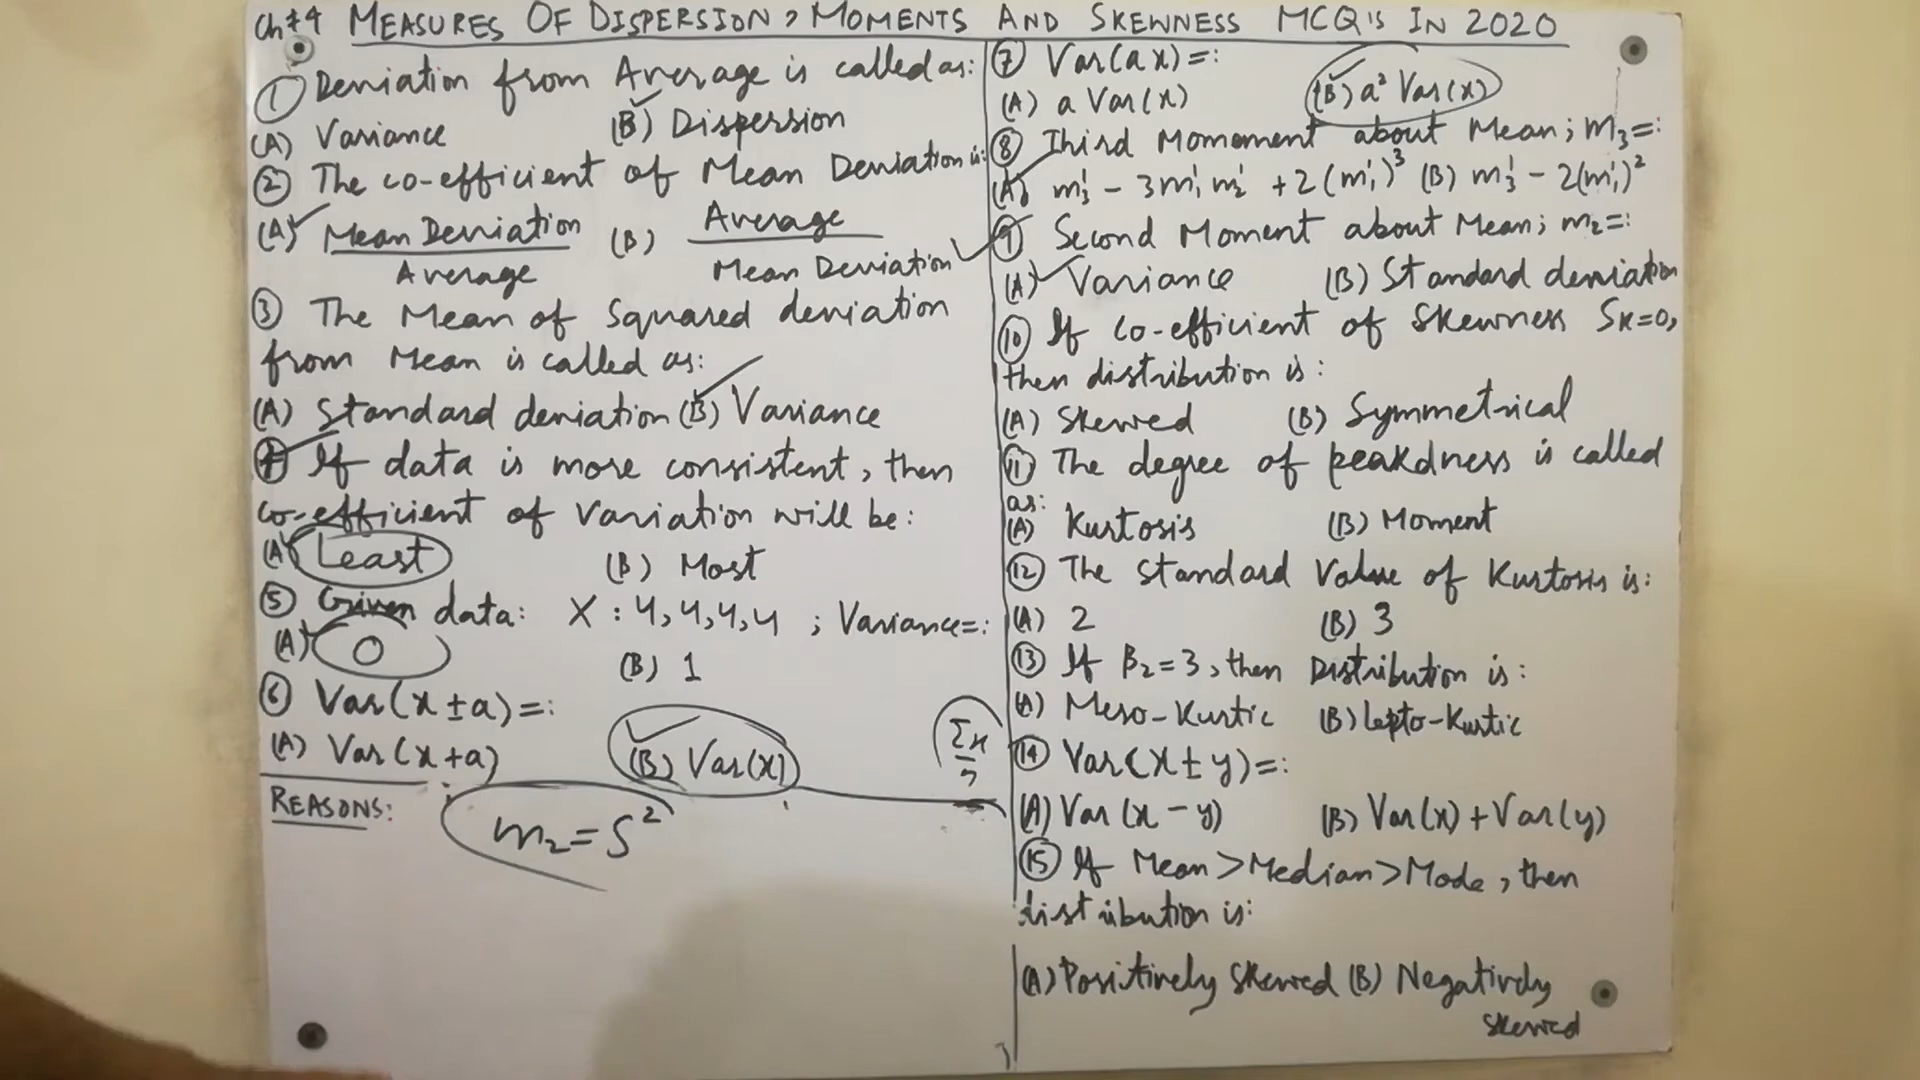 Ch#4 MEASURES OF DISPERSION, MOMENTS AND SKEWNESS MCQ's IN 2020
① Deviation from Average is called as:
(A) Variance (B) Dispersion
② The co-efficient of Mean Deviation is:
(A) Mean Deviation / Average (B) Average / Mean Deviation
③ The Mean of Squared deviation
from Mean is called as:
(A) Standard deviation (B) Variance
④ If data is more consistent, then
co-efficient of variation will be:
(A) Least (B) Most
⑤ Given data: X : 4, 4, 4, 4 ; Variance=:
(A) 0 (B) 1
⑥ Var(x ± a) =:
(A) Var(x+a) (B) Var(x)
Σx / n
REASONS:
m₂ = S²
⑦ Var(ax) =:
(A) a Var(x) (B) a² Var(x)
⑧ Third Momoment about Mean; m₃=:
(A) m₃' - 3m₁' m₂' + 2(m₁')³ (B) m₃' - 2(m₁')²
⑨ Second Moment about Mean; m₂=:
(A) Variance (B) Standard deviation
⑩ If co-efficient of Skewness Sk=0,
then distribution is:
(A) Skewed (B) Symmetrical
⑪ The degree of peakdness is called
as:
(A) Kurtosis (B) Moment
⑫ The standard Value of Kurtosis is:
(A) 2 (B) 3
⑬ If β₂=3, then Distribution is:
(A) Meso-Kurtic (B) Lepto-Kurtic
⑭ Var(x ± y) =:
(A) Var(x - y) (B) Var(x) + Var(y)
⑮ If Mean > Median > Mode, then
distribution is:
(A) Positively Skewed (B) Negatively
skewed